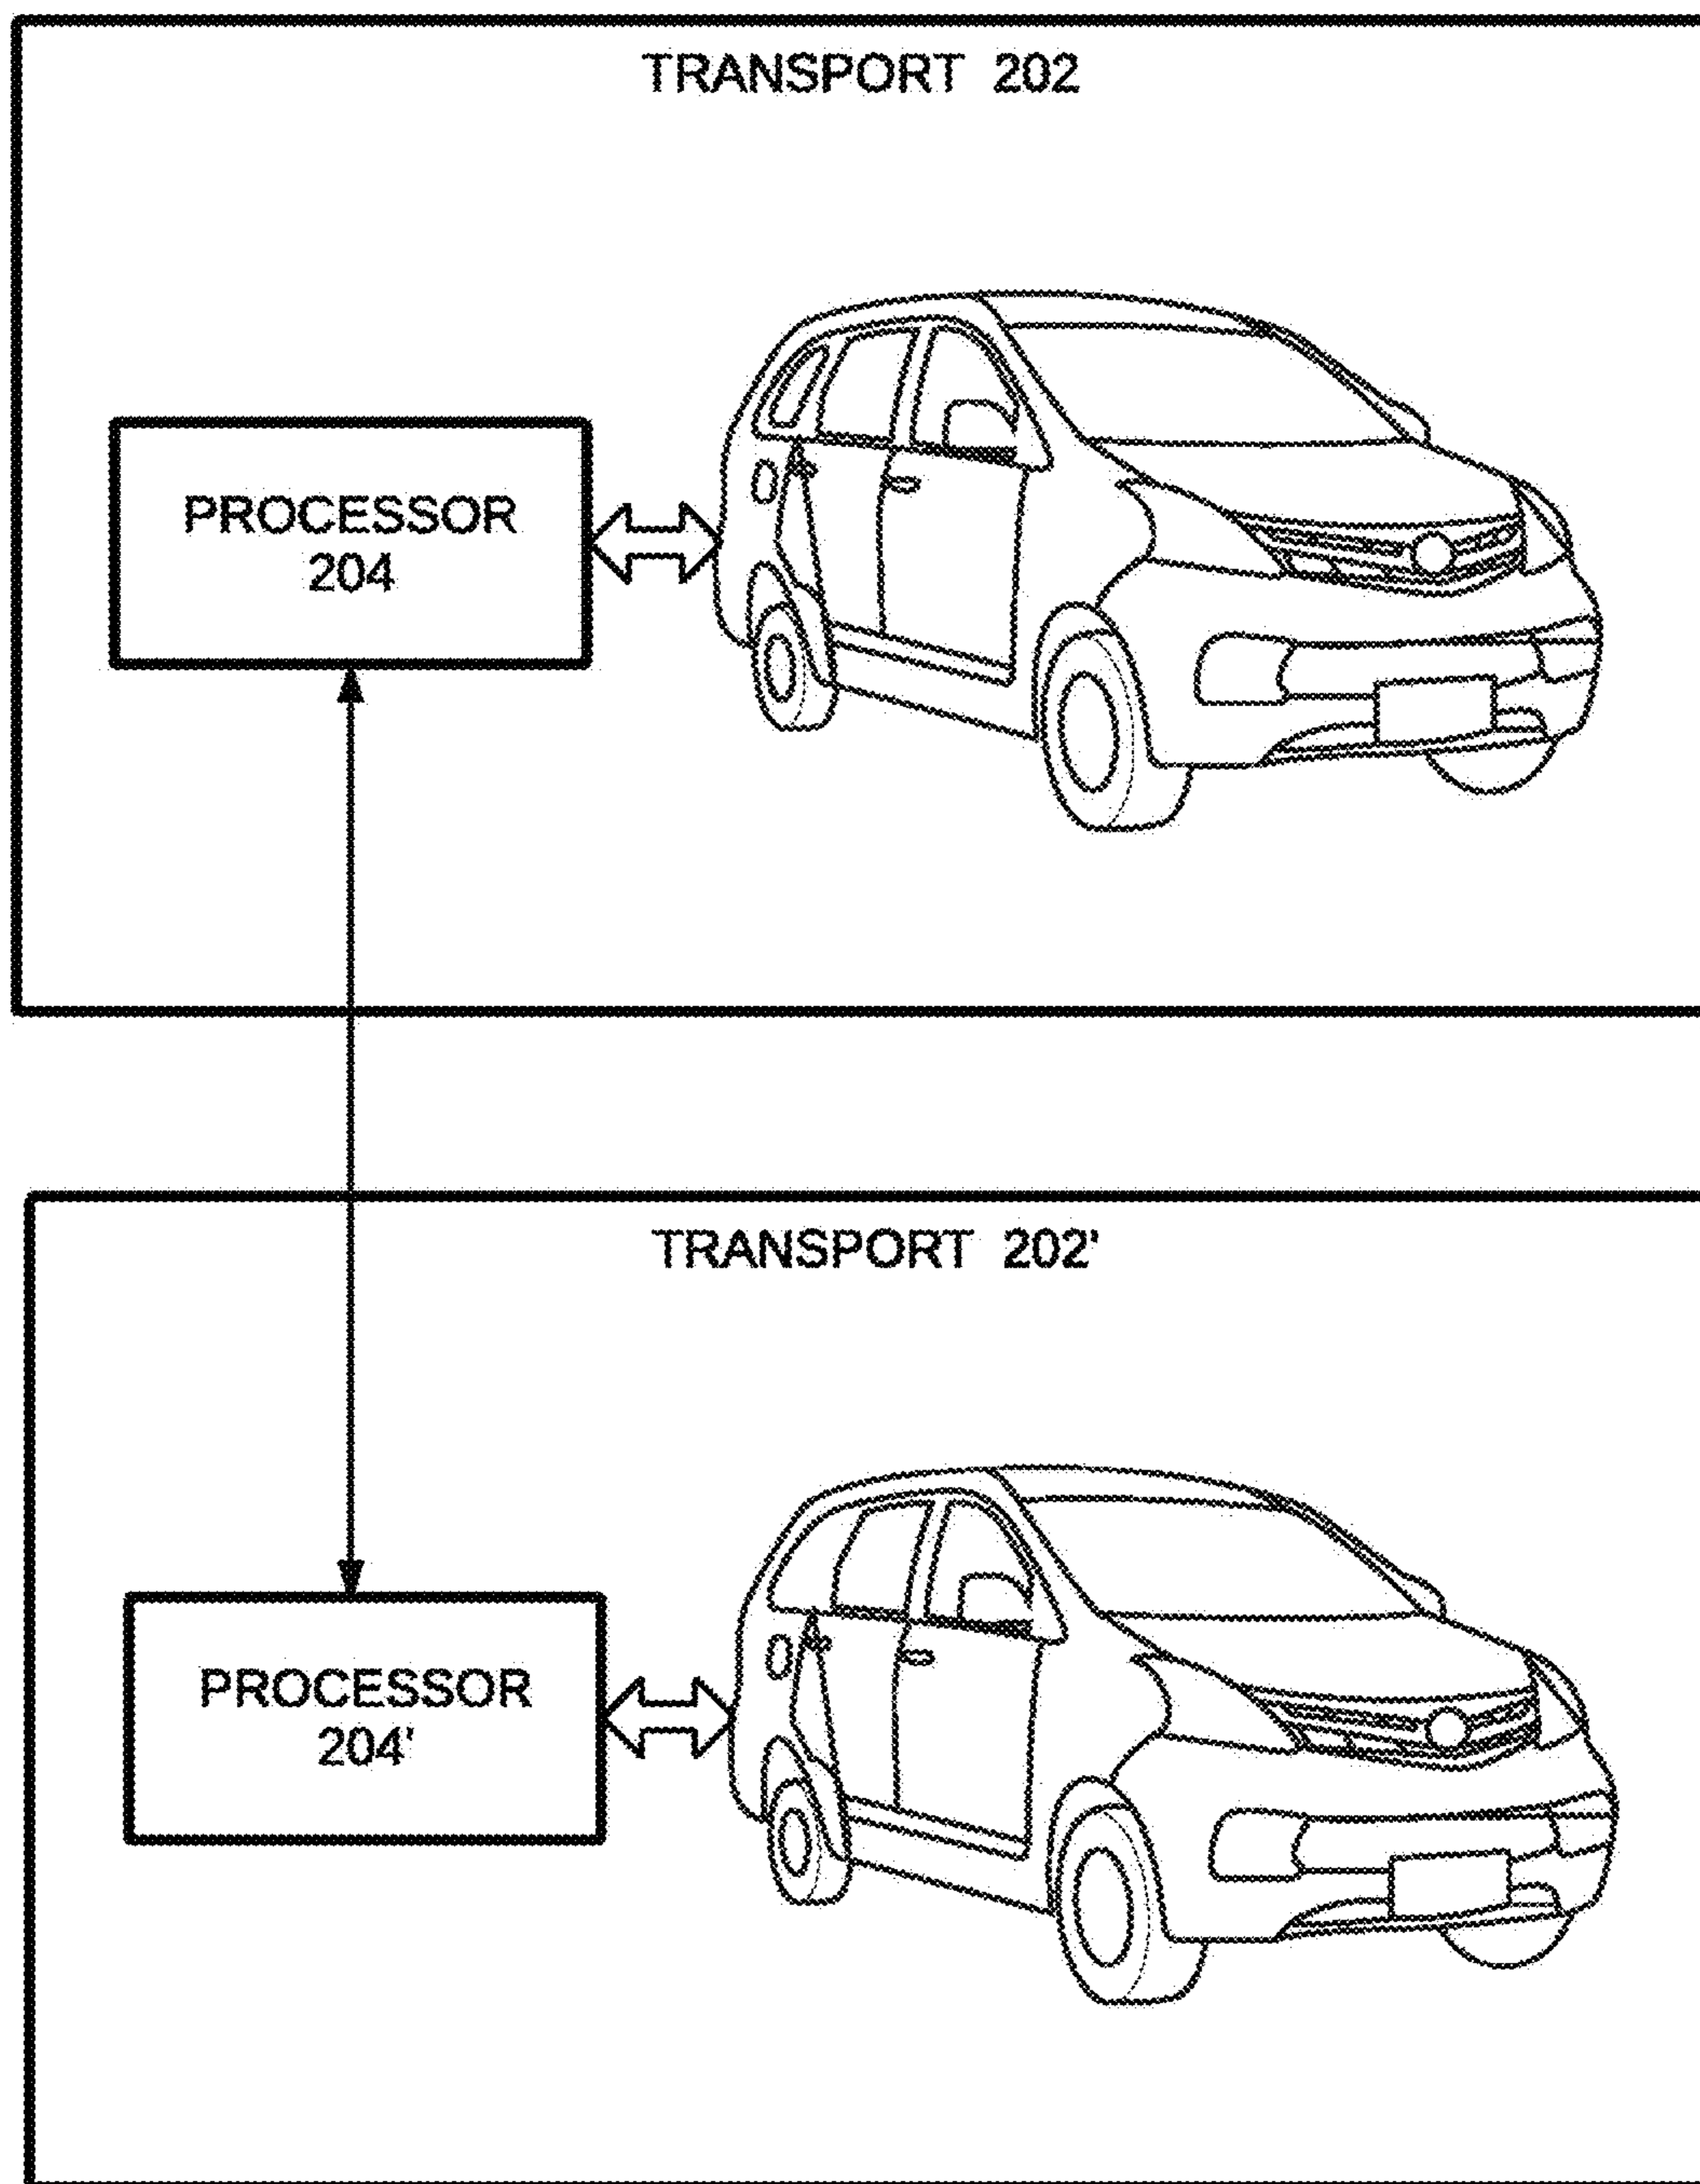 TRANSPORT 202
PROCESSOR
204
TRANSPORT 202'
PROCESSOR
204'